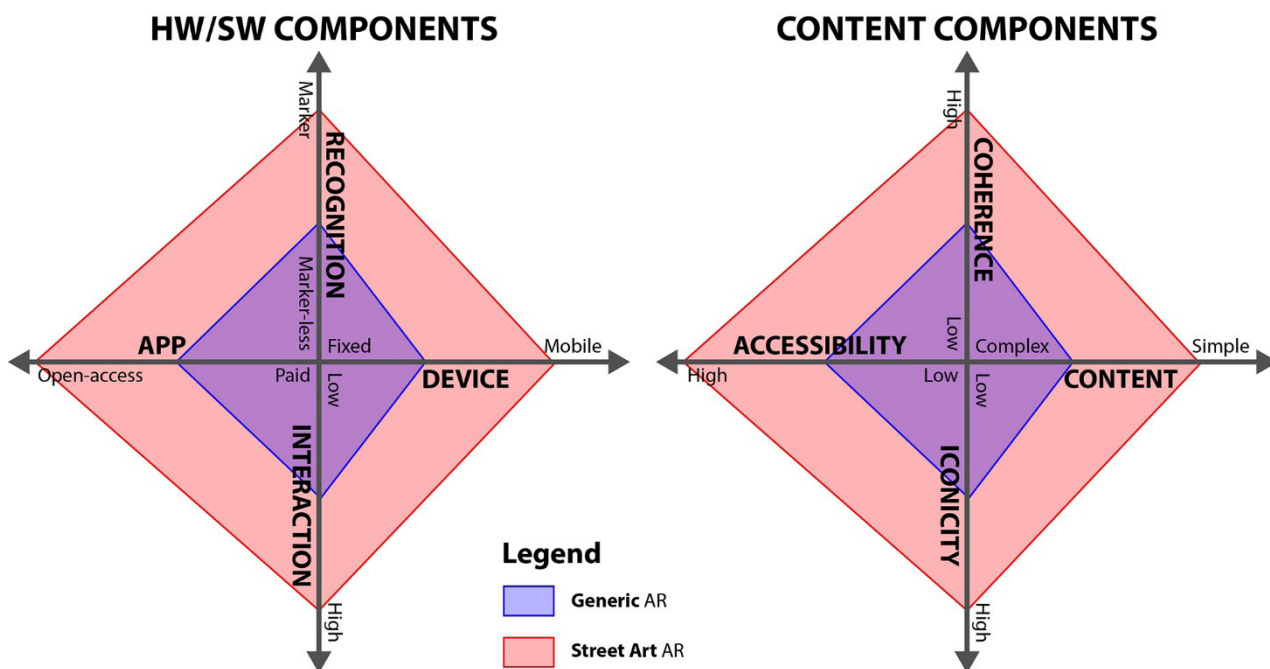 HW/SW COMPONENTS
Marker
RECOGNITION
Marker-less
APP
Fixed
Mobile
Open-access
Paid
Low
DEVICE
INTERACTION
High
CONTENT COMPONENTS
High
COHERENCE
Low
ACCESSIBILITY
Complex
Simple
High
Low
Low
CONTENT
ICONICITY
High
Legend
Generic AR
Street Art AR